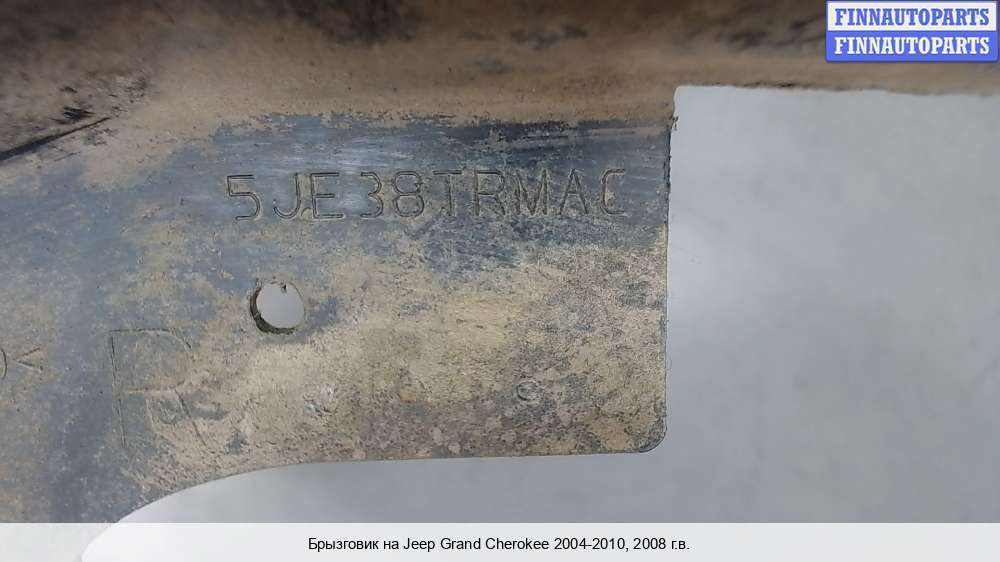 FINNAUTOPARTS
FINNAUTOPARTS
5JE38TRMAC
R
Брызговик на Jeep Grand Cherokee 2004-2010, 2008 г.в.